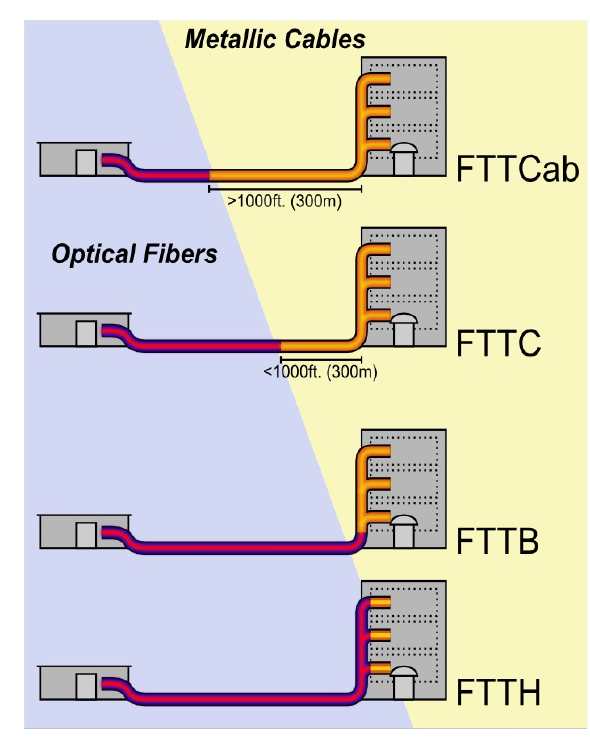 Metallic Cables
FTTCab
>1000ft. (300m)
Optical Fibers
FTTC
<1000ft. (300m)
FTTB
FTTH